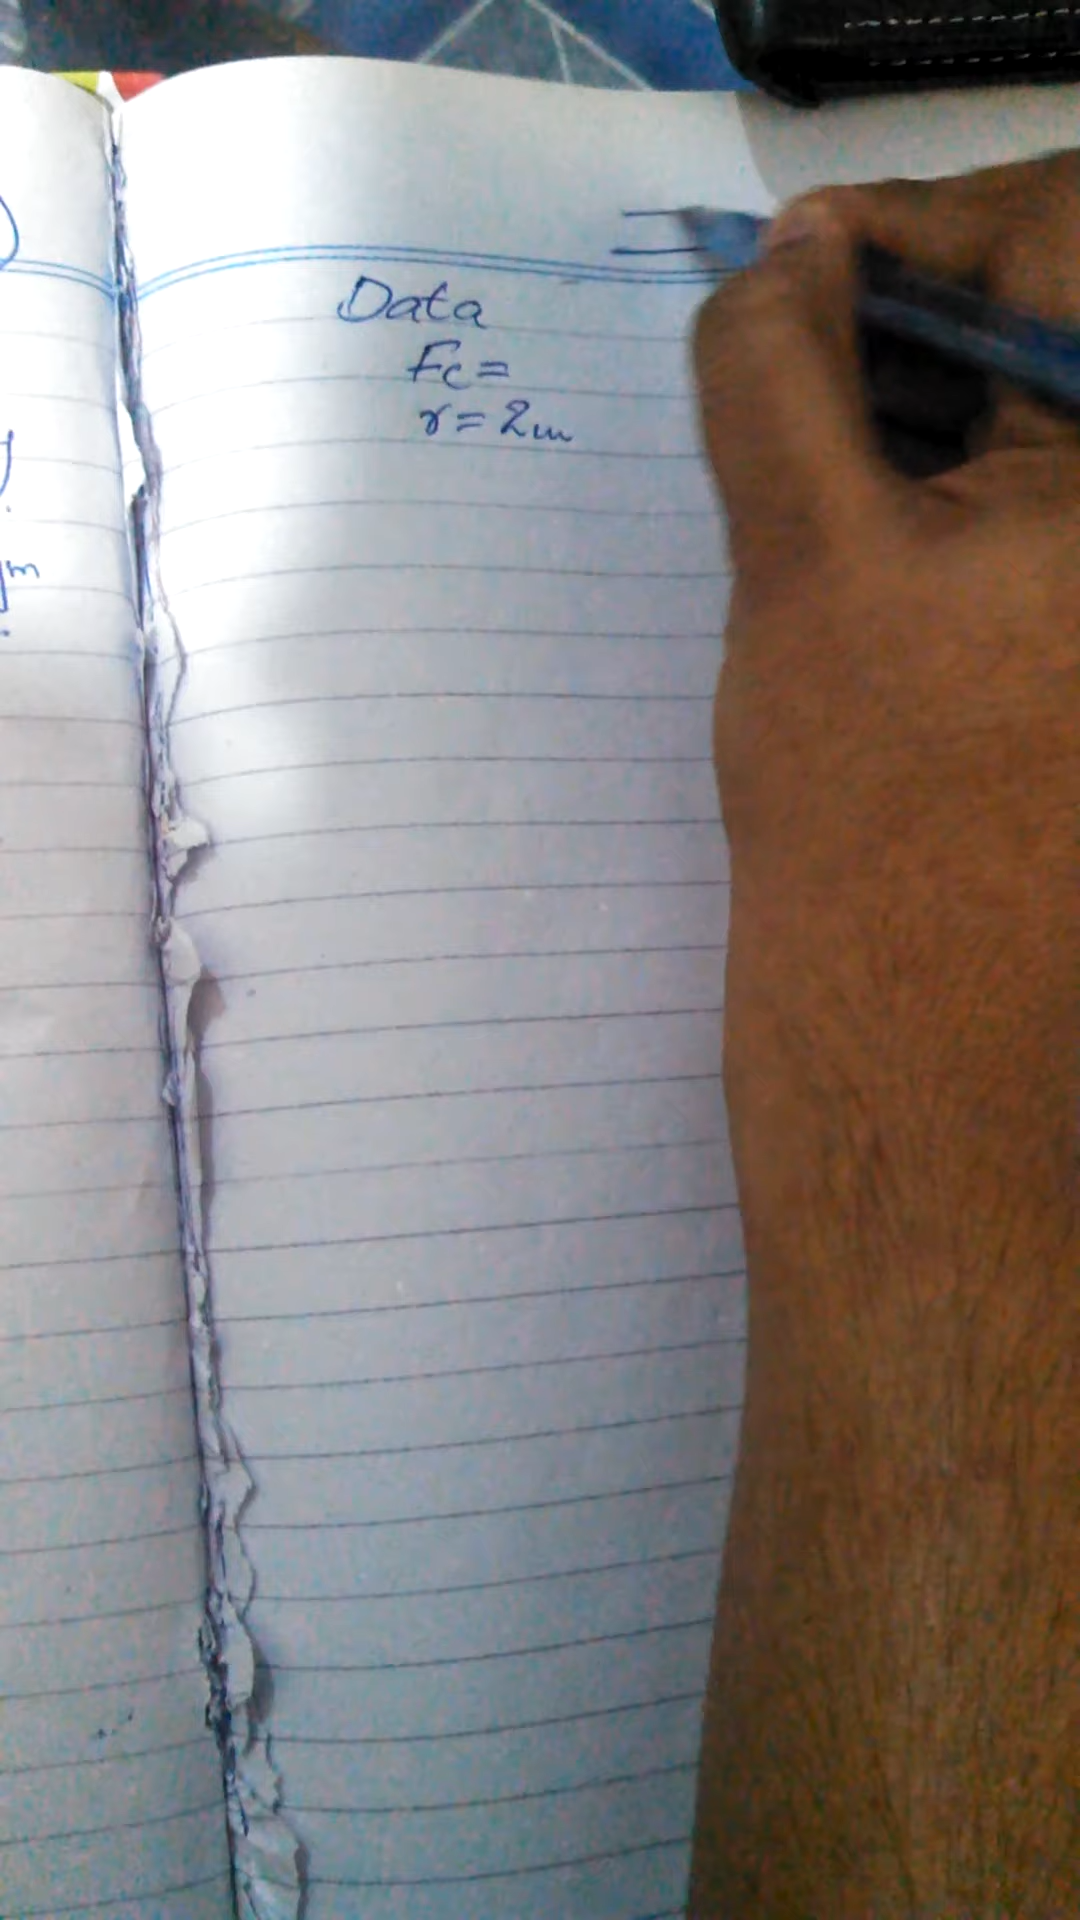 Data
Fc =
r = 2m
m